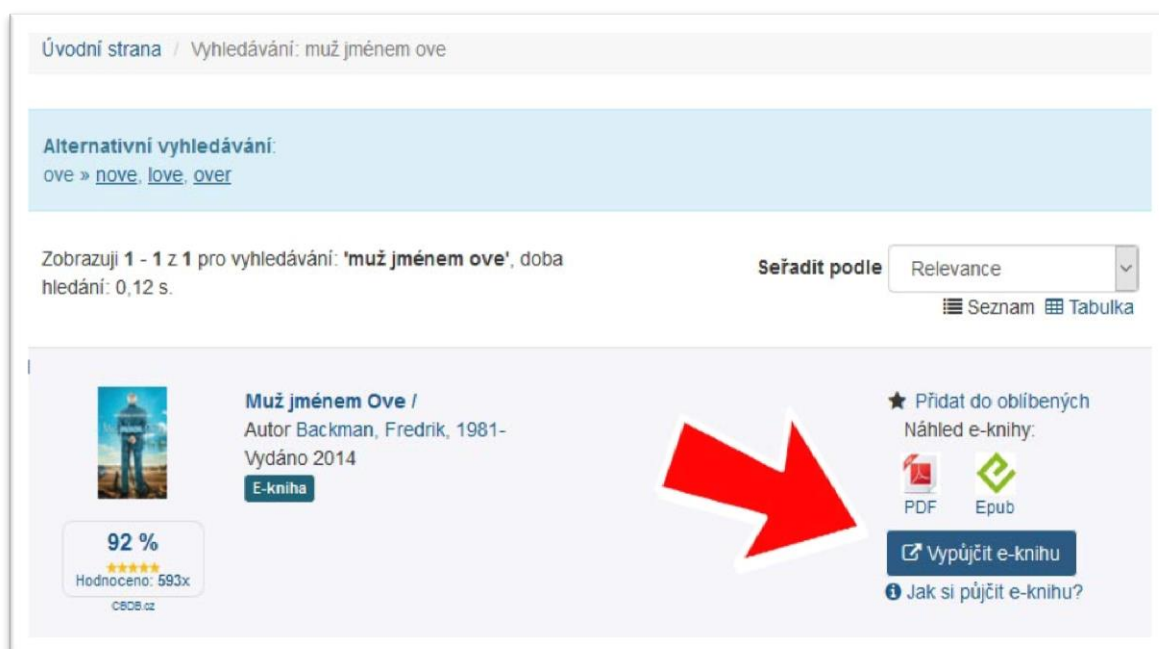 Úvodní strana / Vyhledávání: muž jménem ove
Alternativní vyhledávání:
ove » nove, love, over
Zobrazuji 1 - 1 z 1 pro vyhledávání: 'muž jménem ove', doba
hledání: 0,12 s.
Seřadit podle Relevance
Seznam Tabulka
Muž jménem Ove /
Autor Backman, Fredrik, 1981-
Vydáno 2014
E-kniha
92 %
Hodnoceno: 593x
CBDB.cz
Přidat do oblíbených
Náhled e-knihy:
PDF Epub
Vypůjčit e-knihu
Jak si půjčit e-knihu?